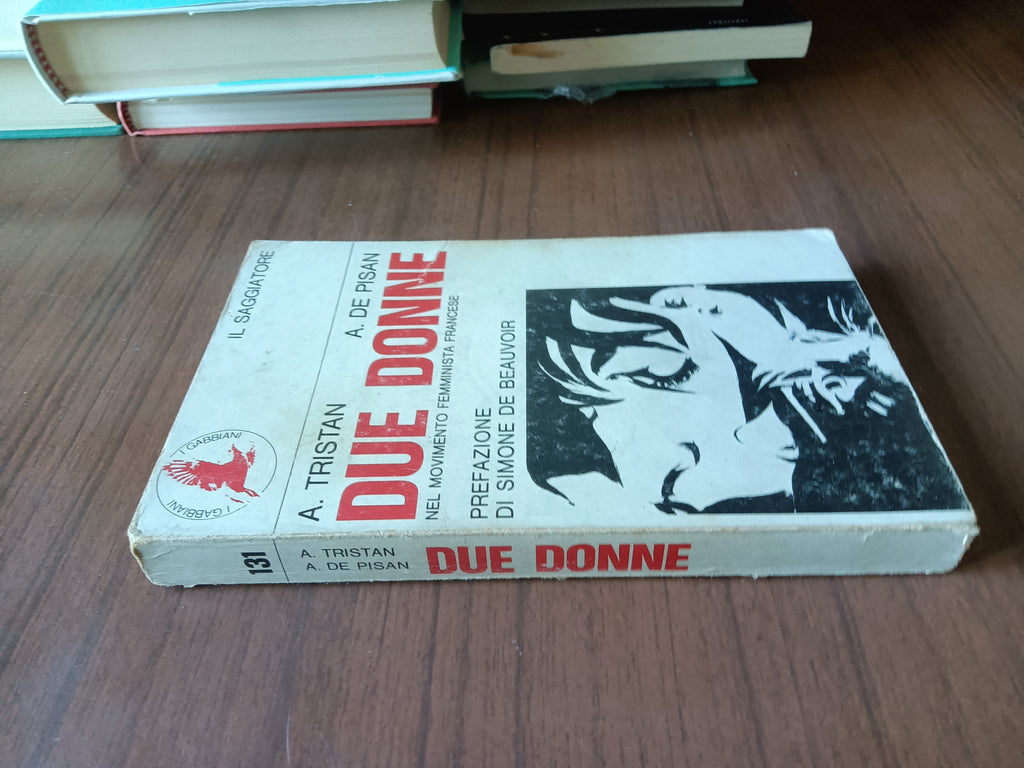 IL SAGGIATORE
I GABBIANI
I GABBIANI
A. TRISTAN A. DE PISAN
DUE DONNE
NEL MOVIMENTO FEMMINISTA FRANCESE
PREFAZIONE
DI SIMONE DE BEAUVOIR
131
A. TRISTAN
A. DE PISAN
DUE DONNE